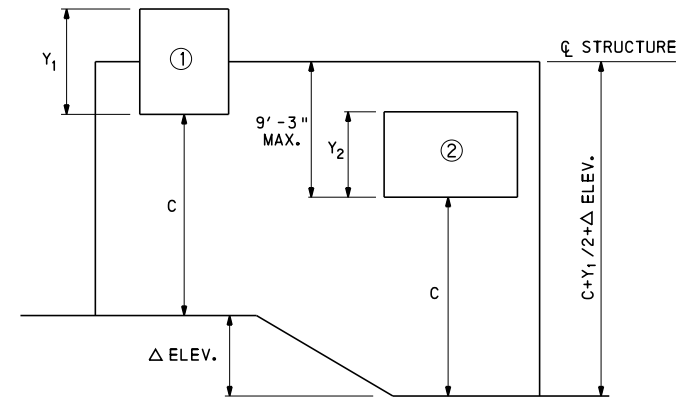 Y1
①
℄ STRUCTURE
9'-3"
MAX.
Y2
②
C
C
C+Y1/2+△ ELEV.
△ ELEV.